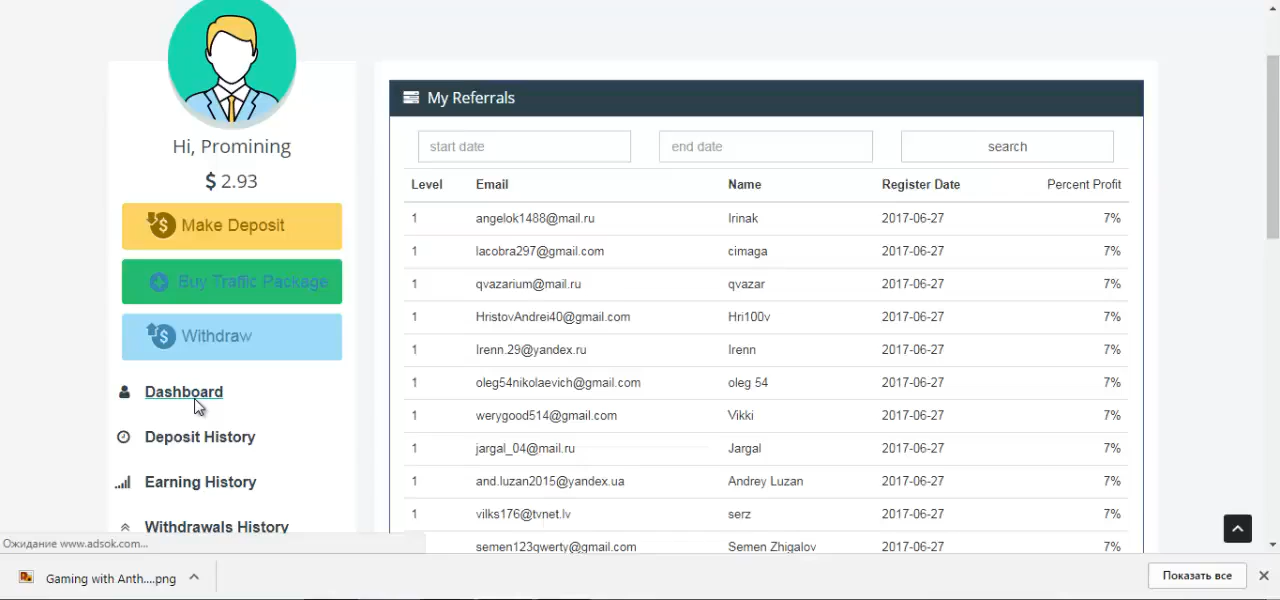 Hi, Promining
$ 2.93
Make Deposit
Buy Traffic Package
Withdraw
Dashboard
Deposit History
Earning History
Withdrawals History
My Referrals
start date end date search
Level Email Name Register Date Percent Profit
1 angelok1488@mail.ru Irinak 2017-06-27 7%
1 lacobra297@gmail.com cimaga 2017-06-27 7%
1 qvazarium@mail.ru qvazar 2017-06-27 7%
1 HristovAndrei40@gmail.com Hri100v 2017-06-27 7%
1 Irenn.29@yandex.ru Irenn 2017-06-27 7%
1 oleg54nikolaevich@gmail.com oleg 54 2017-06-27 7%
1 werygood514@gmail.com Vikki 2017-06-27 7%
1 jargal_04@mail.ru Jargal 2017-06-27 7%
1 and.luzan2015@yandex.ua Andrey Luzan 2017-06-27 7%
1 vilks176@tvnet.lv serz 2017-06-27 7%
1 semen123qwerty@gmail.com Semen Zhigalov 2017-06-27 7%
Ожидание www.adsok.com...
Gaming with Anth....png
Показать все